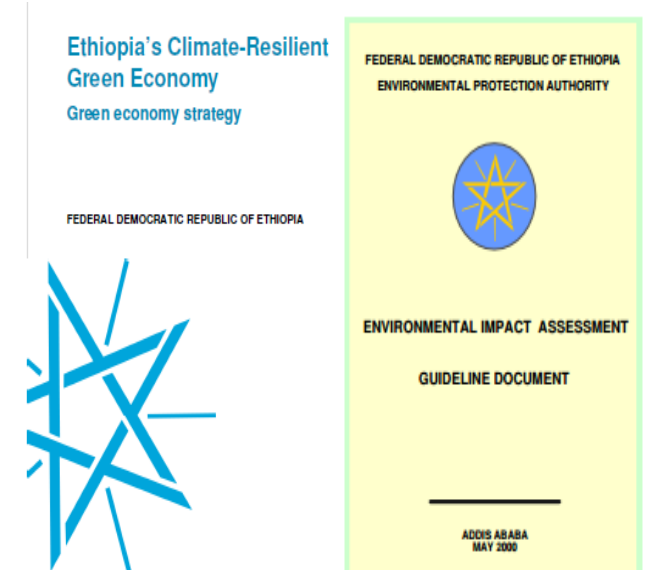 Ethiopia's Climate-Resilient
Green Economy
Green economy strategy
FEDERAL DEMOCRATIC REPUBLIC OF ETHIOPIA
FEDERAL DEMOCRATIC REPUBLIC OF ETHIOPIA
ENVIRONMENTAL PROTECTION AUTHORITY
ENVIRONMENTAL IMPACT ASSESSMENT
GUIDELINE DOCUMENT
ADDIS ABABA
MAY 2000